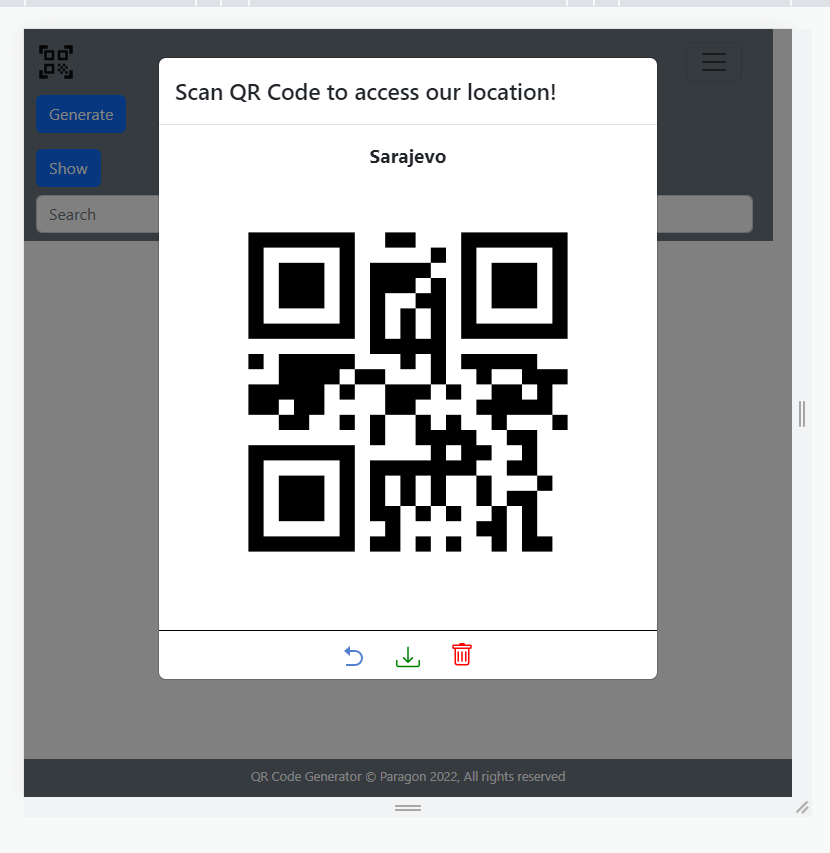 Scan QR Code to access our location!
Generate
Sarajevo
Show
Search
QR Code Generator © Paragon 2022, All rights reserved